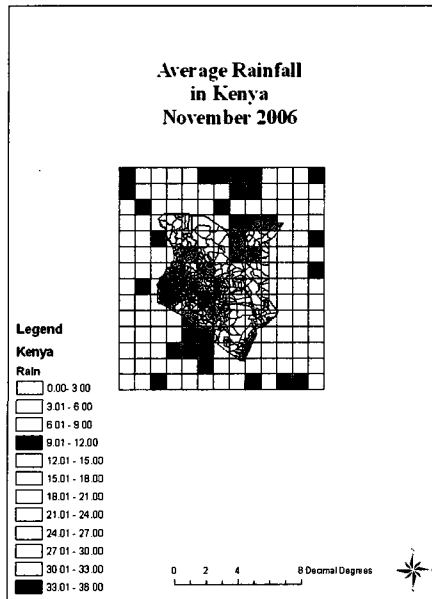 Average Rainfall
in Kenya
November 2006
Legend
Kenya
Rain
0.00- 3.00
3.01 - 6.00
6.01 - 9.00
9.01 - 12.00
12.01 - 15.00
15.01 - 18.00
18.01 - 21.00
21.01 - 24.00
24.01 - 27.00
27.01 - 30.00
30.01 - 33.00
33.01 - 38.00
0 2 4 8 Decimal Degrees